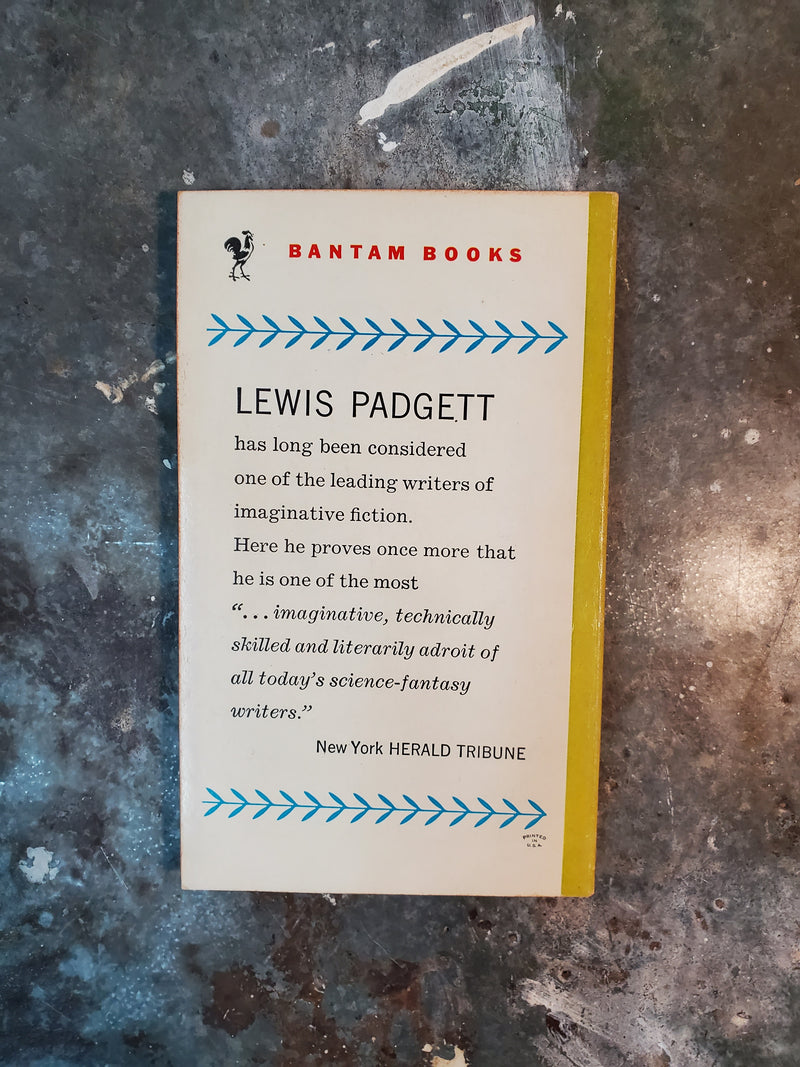 BANTAM BOOKS
LEWIS PADGETT
has long been considered
one of the leading writers of
imaginative fiction.
Here he proves once more that
he is one of the most
“... imaginative, technically
skilled and literarily adroit of
all today's science-fantasy
writers.”
New York HERALD TRIBUNE
PRINTED
IN
U.S.A.